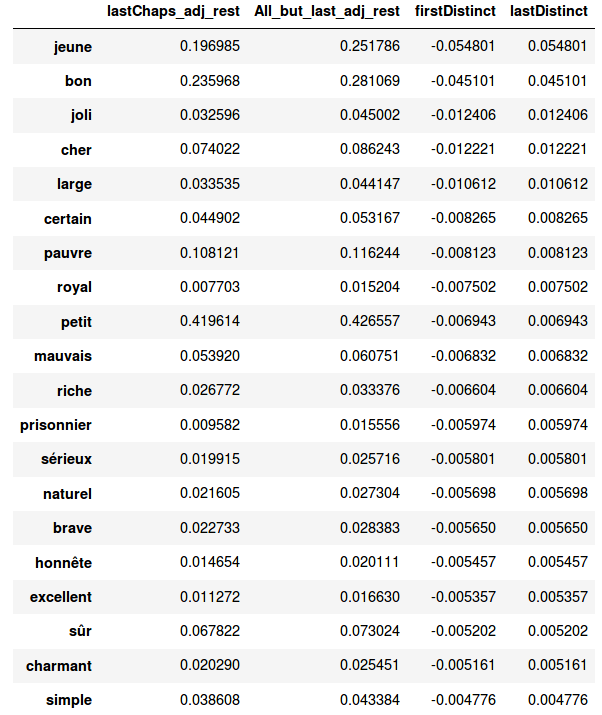 lastChaps_adj_rest All_but_last_adj_rest firstDistinct lastDistinct
jeune 0.196985 0.251786 -0.054801 0.054801
bon 0.235968 0.281069 -0.045101 0.045101
joli 0.032596 0.045002 -0.012406 0.012406
cher 0.074022 0.086243 -0.012221 0.012221
large 0.033535 0.044147 -0.010612 0.010612
certain 0.044902 0.053167 -0.008265 0.008265
pauvre 0.108121 0.116244 -0.008123 0.008123
royal 0.007703 0.015204 -0.007502 0.007502
petit 0.419614 0.426557 -0.006943 0.006943
mauvais 0.053920 0.060751 -0.006832 0.006832
riche 0.026772 0.033376 -0.006604 0.006604
prisonnier 0.009582 0.015556 -0.005974 0.005974
sérieux 0.019915 0.025716 -0.005801 0.005801
naturel 0.021605 0.027304 -0.005698 0.005698
brave 0.022733 0.028383 -0.005650 0.005650
honnête 0.014654 0.020111 -0.005457 0.005457
excellent 0.011272 0.016630 -0.005357 0.005357
sûr 0.067822 0.073024 -0.005202 0.005202
charmant 0.020290 0.025451 -0.005161 0.005161
simple 0.038608 0.043384 -0.004776 0.004776